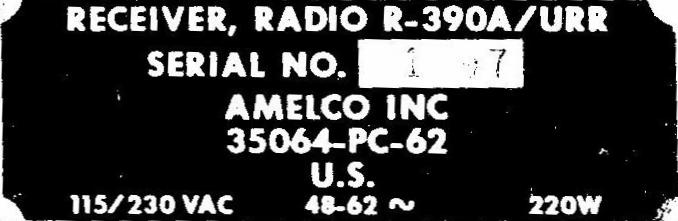 RECEIVER, RADIO R-390A/URR
SERIAL NO.
AMELCO INC
35064-PC-62
U.S.
115/230 VAC 48-62 ~ 220W